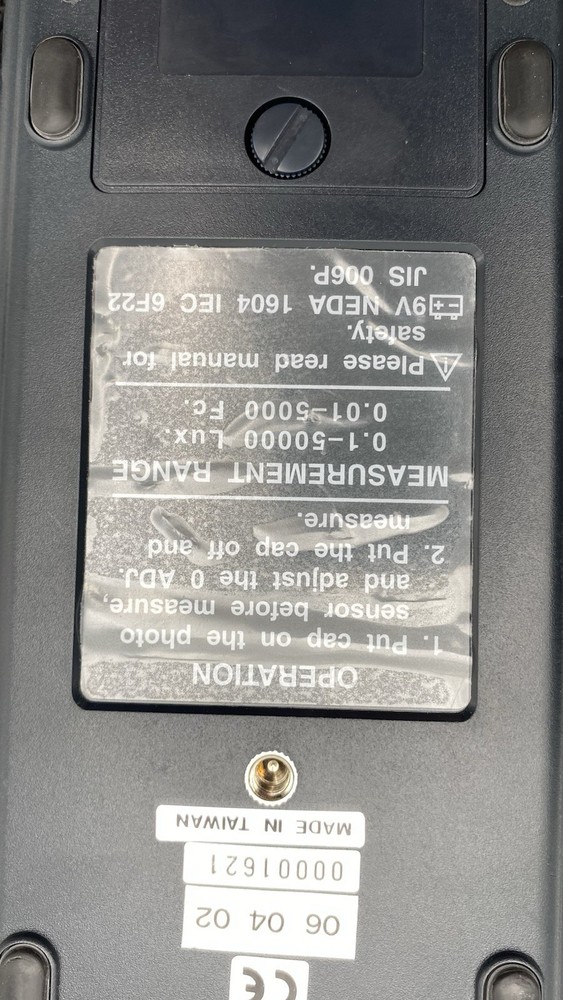 CE
06 04 02
00001621
MADE IN TAIWAN
OPERATION
1. Put cap on the photo
sensor before measure,
and adjust the 0 ADJ.
2. Put the cap off and
measure.
MEASUREMENT RANGE
0.1-50000 Lux.
0.01-5000 Fc.
Please read manual for
safety.
9V NEDA 1604 IEC 6F22
JIS 006P.